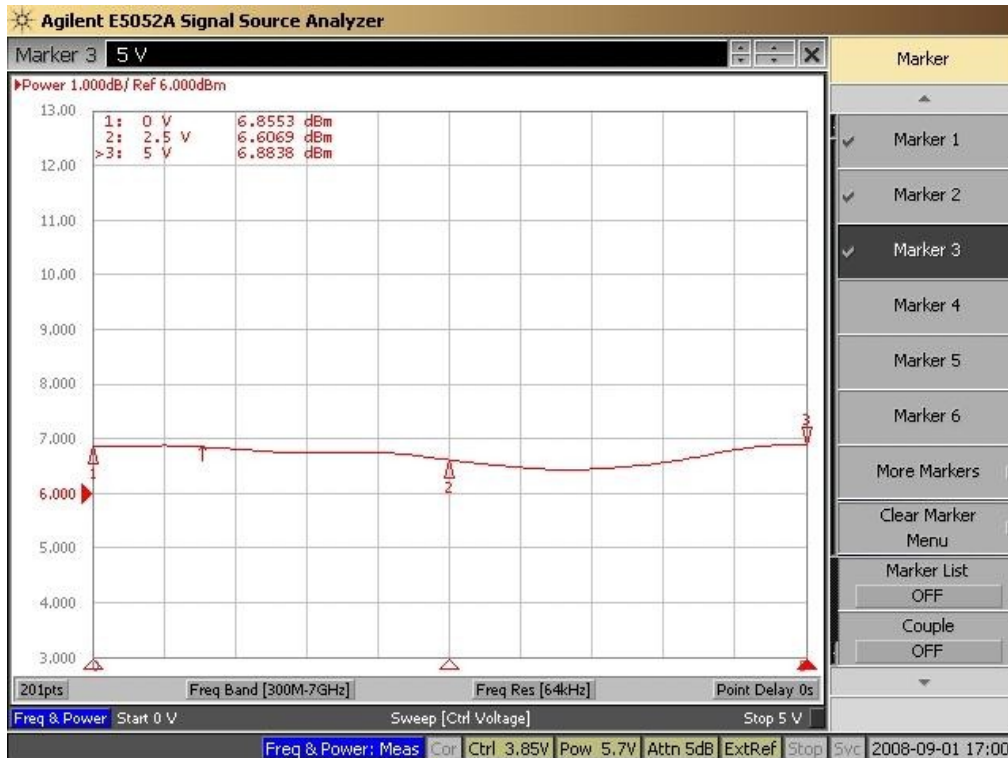 Agilent E5052A Signal Source Analyzer
Marker 3 5 V
Marker
Power 1.000dB/ Ref 6.000dBm
13.00
1: 0 V 6.8553 dBm
2: 2.5 V 6.6069 dBm
>3: 5 V 6.8838 dBm
12.00
11.00
10.00
9.000
8.000
7.000
6.000
5.000
4.000
3.000
1
2
3
Marker 1
Marker 2
Marker 3
Marker 4
Marker 5
Marker 6
More Markers
Clear Marker
Menu
Marker List
OFF
Couple
OFF
201pts Freq Band [300M-7GHz] Freq Res [64kHz] Point Delay 0s
Freq & Power Start 0 V Sweep [Ctrl Voltage] Stop 5 V
Freq & Power: Meas Cor Ctrl 3.85V Pow 5.7V Attn 5dB ExtRef Stop Svc 2008-09-01 17:00